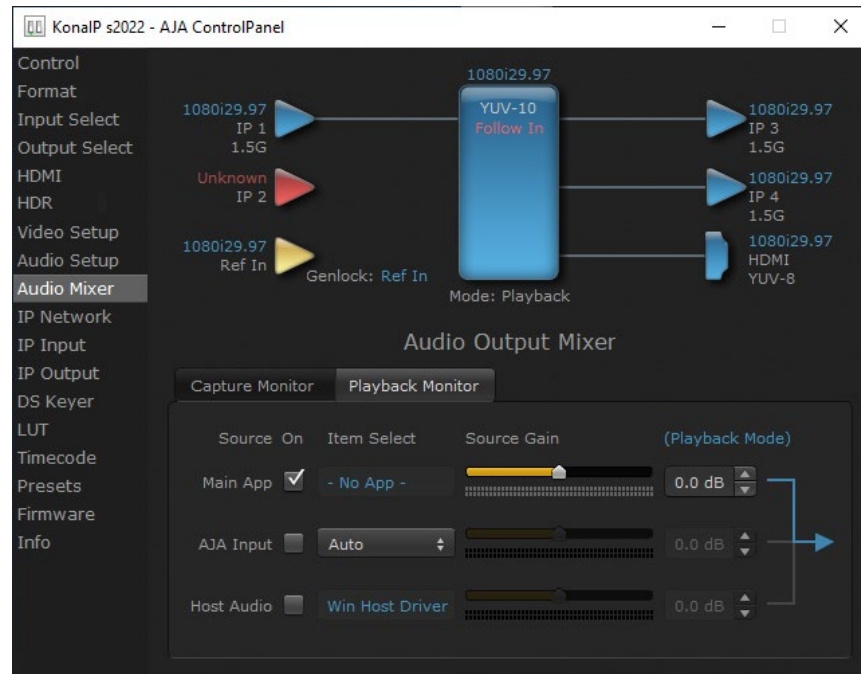 KonaIP s2022 - AJA ControlPanel
Control
Format
Input Select
Output Select
HDMI
HDR
Video Setup
Audio Setup
Audio Mixer
IP Network
IP Input
IP Output
DS Keyer
LUT
Timecode
Presets
Firmware
Info
1080i29.97
1080i29.97
IP 1
1.5G
Unknown
IP 2
1080i29.97
Ref In
Genlock: Ref In
YUV-10
Follow In
Mode: Playback
1080i29.97
IP 3
1.5G
1080i29.97
IP 4
1.5G
1080i29.97
HDMI
YUV-8
Audio Output Mixer
Capture Monitor Playback Monitor
Source On Item Select Source Gain (Playback Mode)
Main App - No App - 0.0 dB
AJA Input Auto 0.0 dB
Host Audio Win Host Driver 0.0 dB